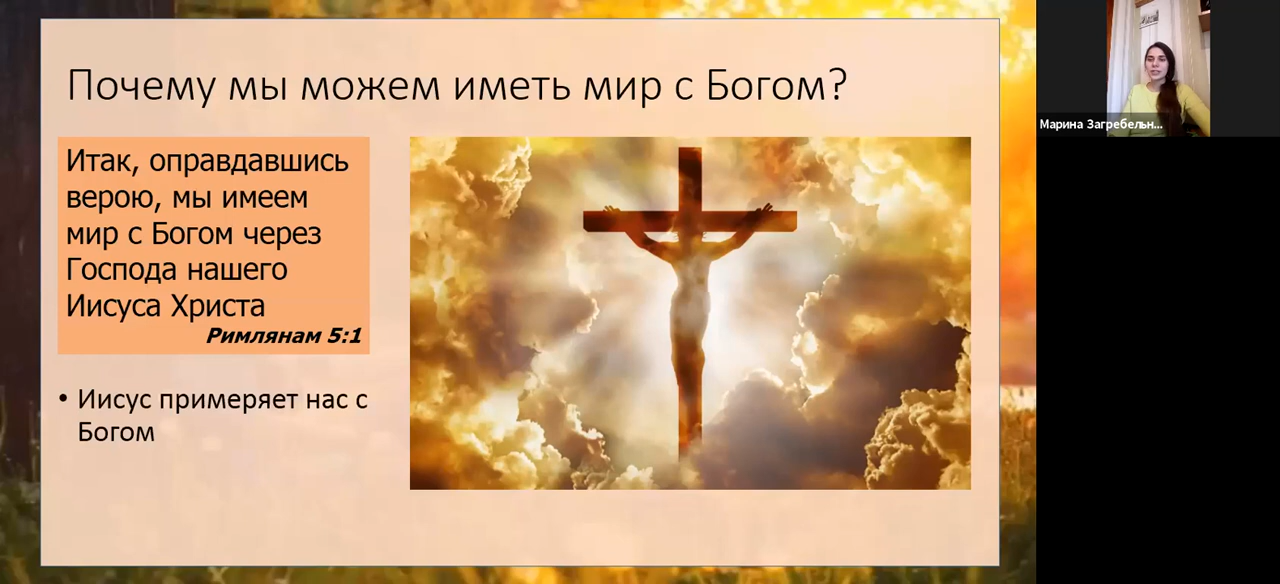 Почему мы можем иметь мир с Богом?
Итак, оправдавшись
верою, мы имеем
мир с Богом через
Господа нашего
Иисуса Христа
Римлянам 5:1
• Иисус примеряет нас с
Богом
Марина Загребельн...